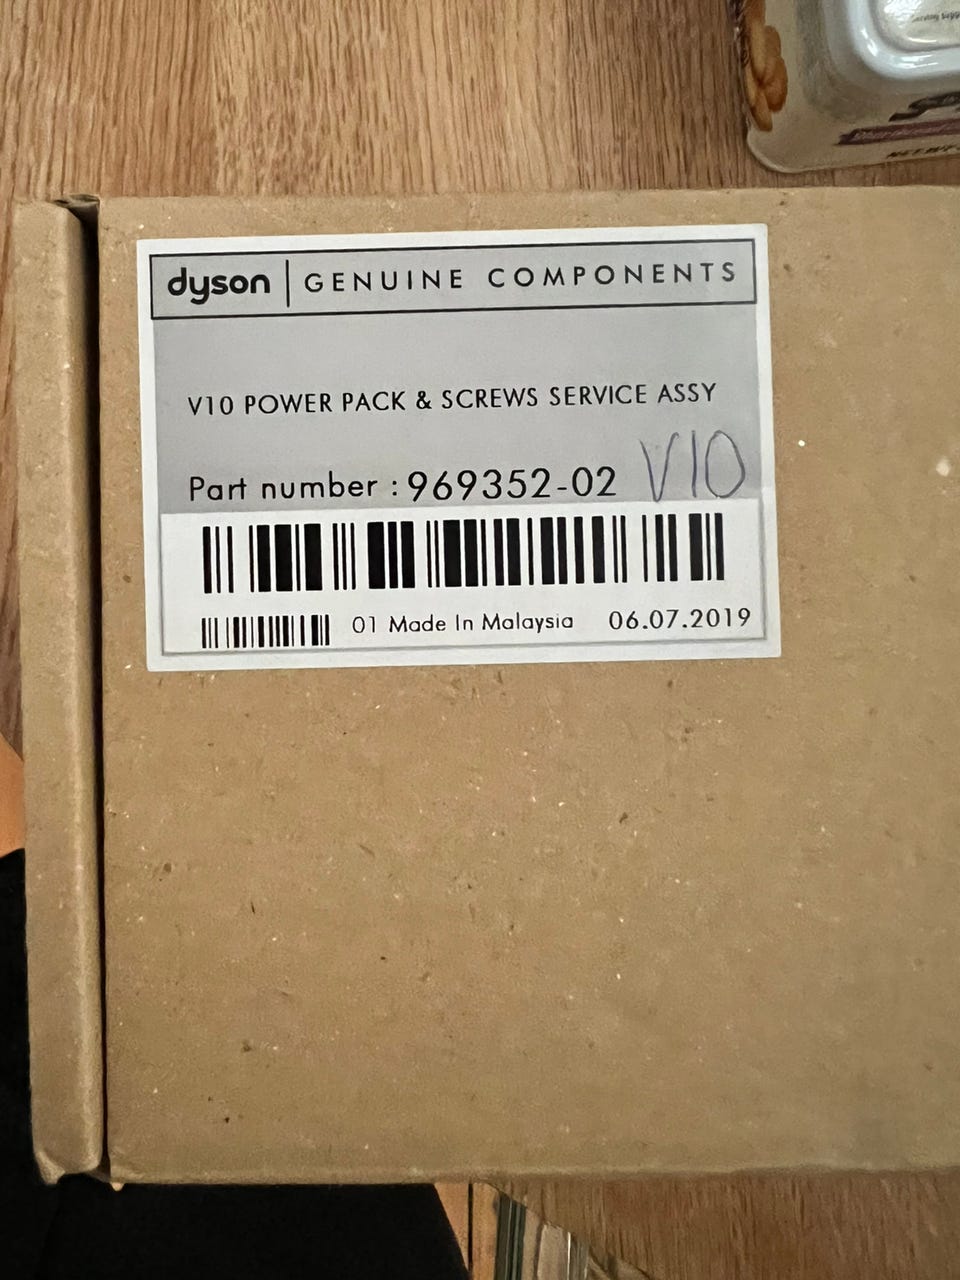 dyson | GENUINE COMPONENTS
V10 POWER PACK & SCREWS SERVICE ASSY
Part number : 969352-02 V10
01 Made In Malaysia 06.07.2019